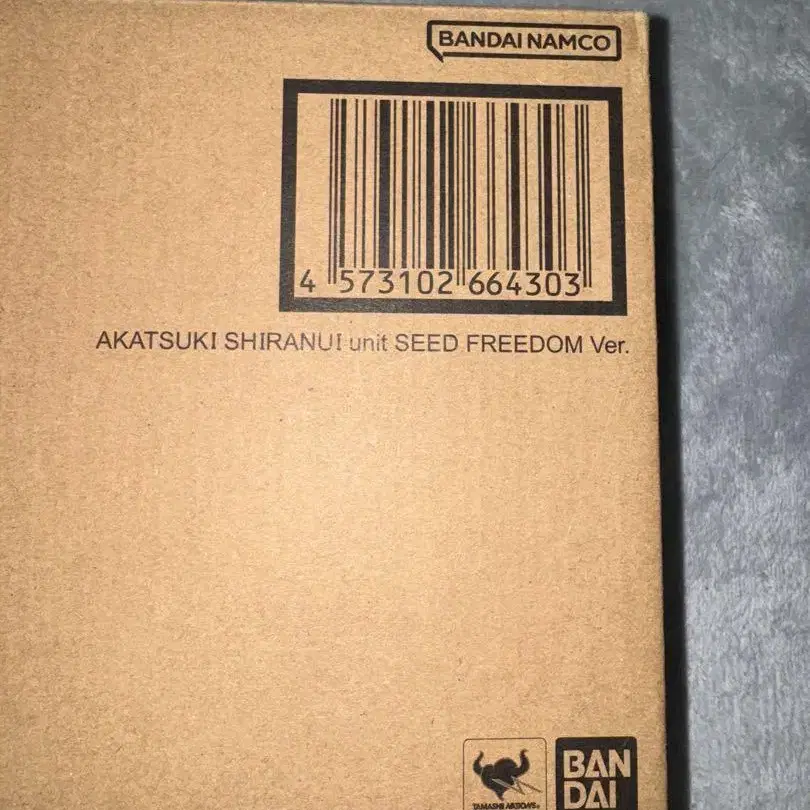 BANDAI NAMCO
4 573102 664303
AKATSUKI SHIRANUI unit SEED FREEDOM Ver.
TAMASHII NATIONS
BAN
DAI